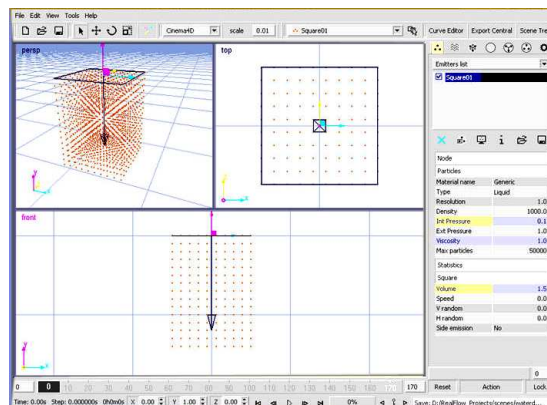 File Edit View Tools Help
Cinema4D scale 0.01 Square01 Curve Editor Export Central Scene Tre
persp
top
Emitters list
Square01
Node
Particles
Material name Generic
Type Liquid
Resolution 1.0
Density 1000.0
Int Pressure 0.1
Ext Pressure 1.0
Viscosity 1.0
Max particles 50000
front
Statistics
Square
Volume 1.5
Speed 0.0
V random 0.0
H random 0.0
Side emission No
0
0 0 10 20 30 40 50 60 70 80 90 100 110 120 130 140 150 160 170 170
Reset Action Lock
Time: 0.00s Step: 0.000000s 0h0m0s X 0.00 Y 1.00 Z 0.00 0% Save: D:/RealFlow_Projects/scenes/materd...